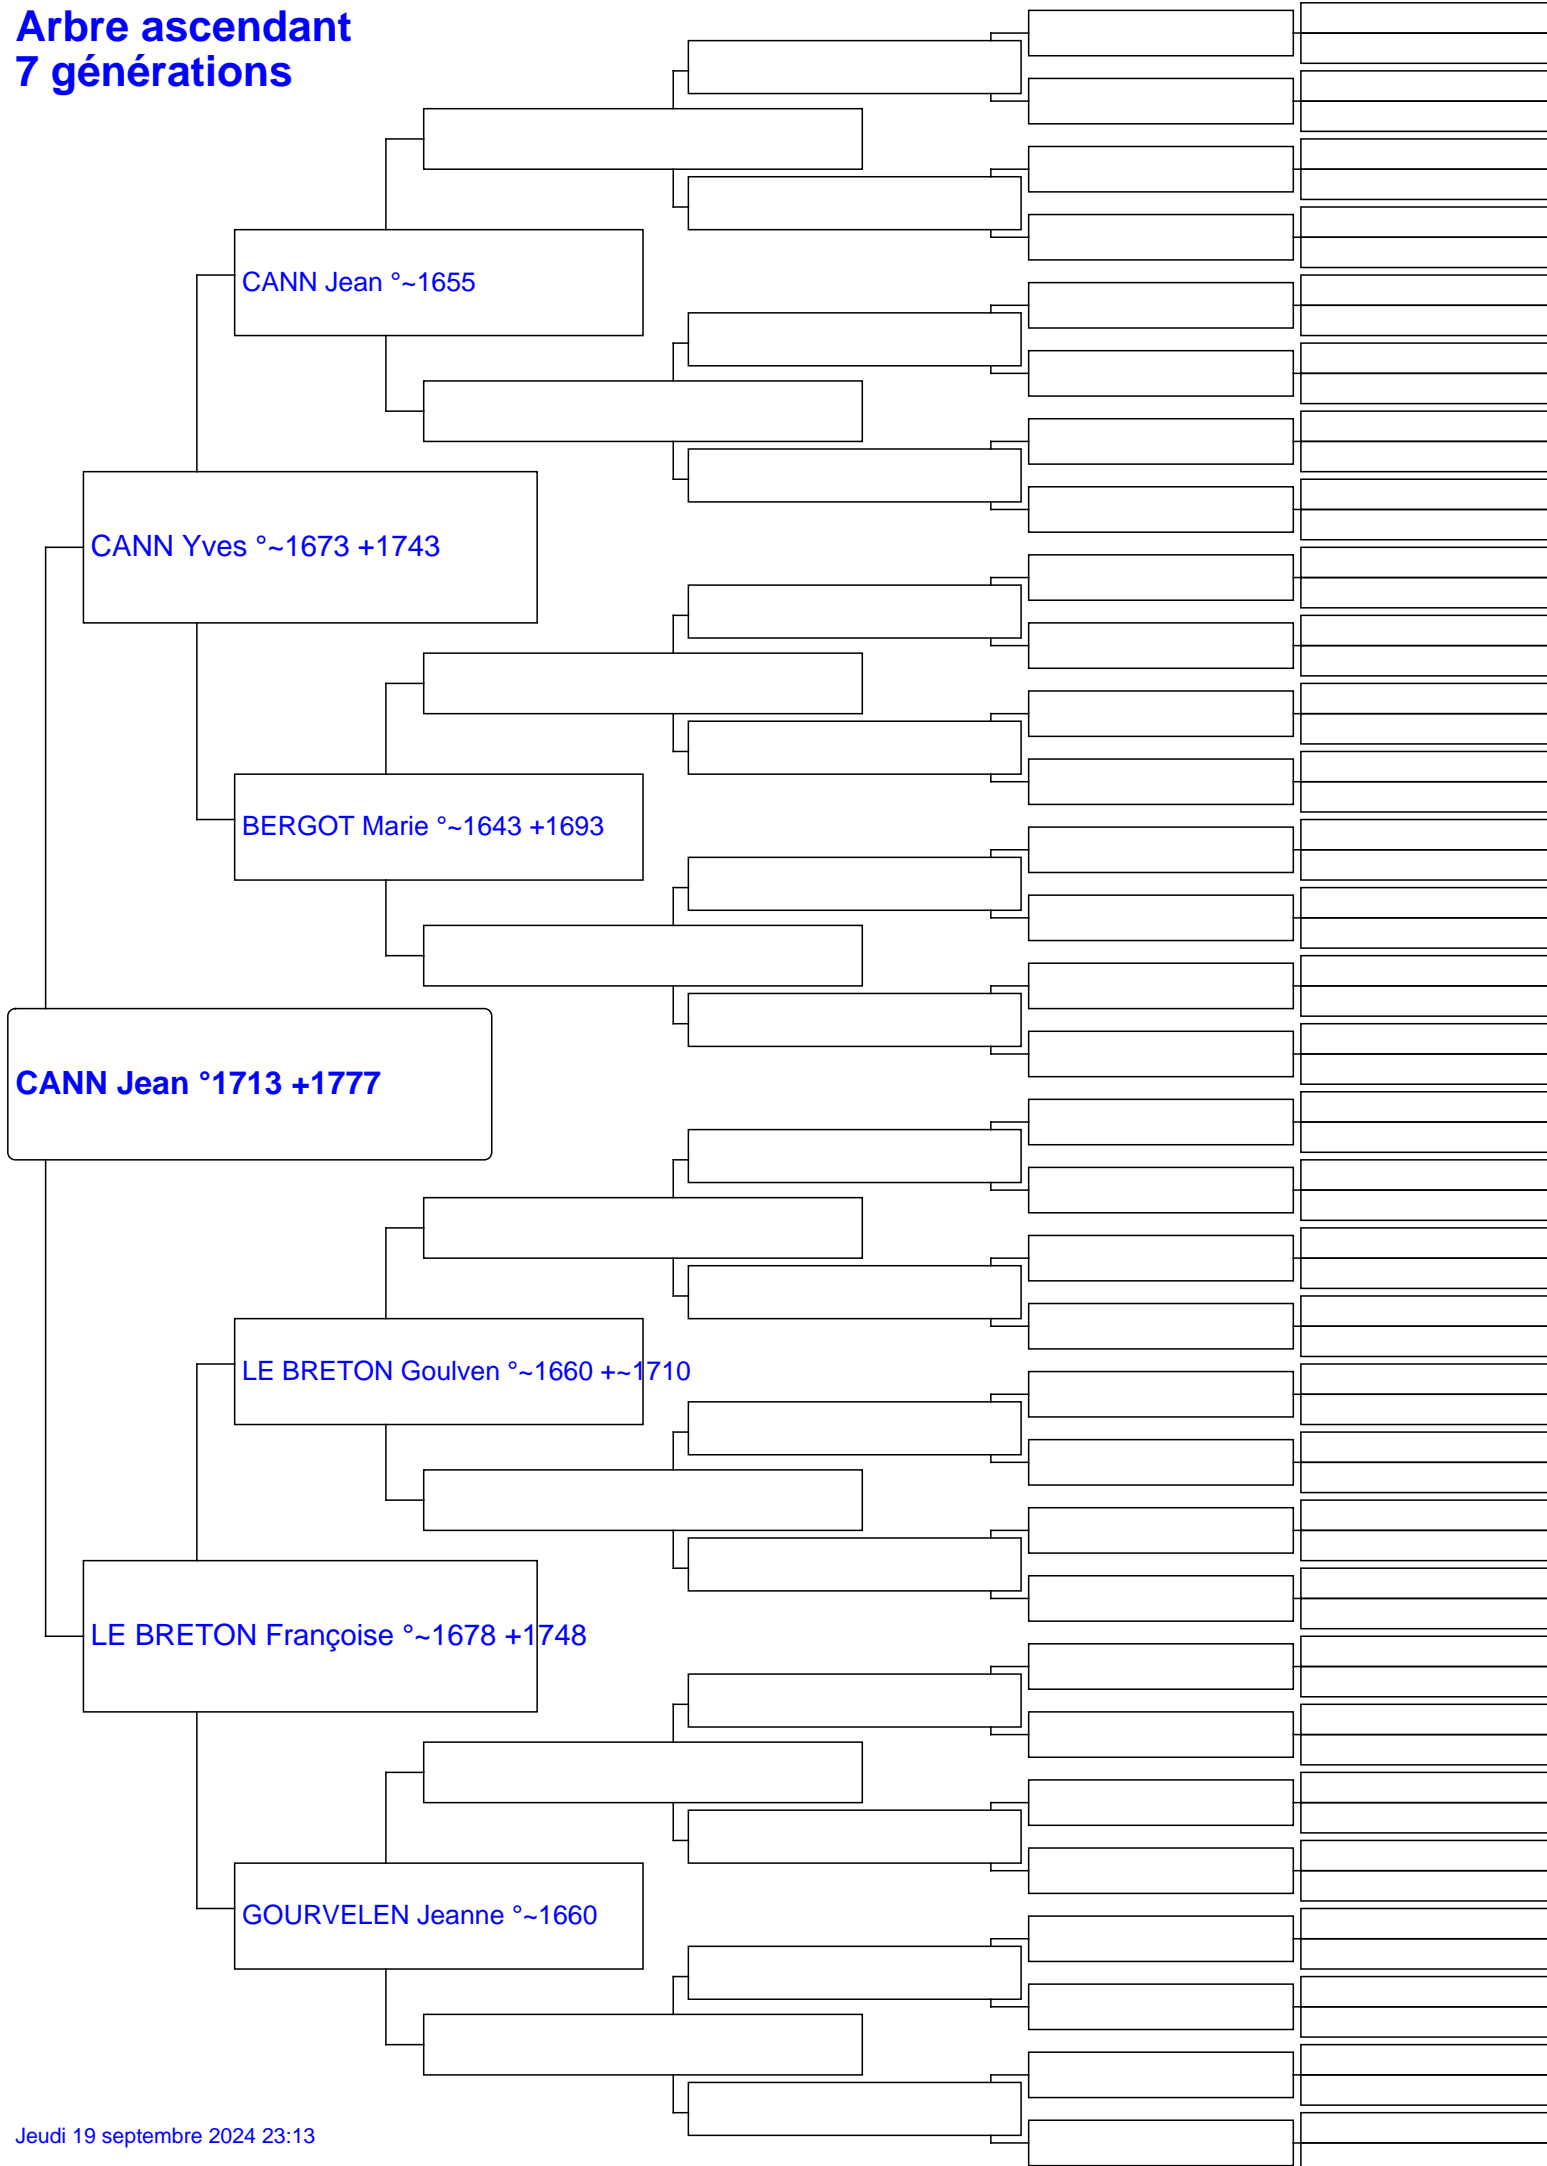 Arbre ascendant
7 générations
CANN Jean °~1655
CANN Yves °~1673 +1743
BERGOT Marie °~1643 +1693
CANN Jean °1713 +1777
LE BRETON Goulven °~1660 +~1710
LE BRETON Françoise °~1678 +1748
GOURVELEN Jeanne °~1660
Jeudi 19 septembre 2024 23:13